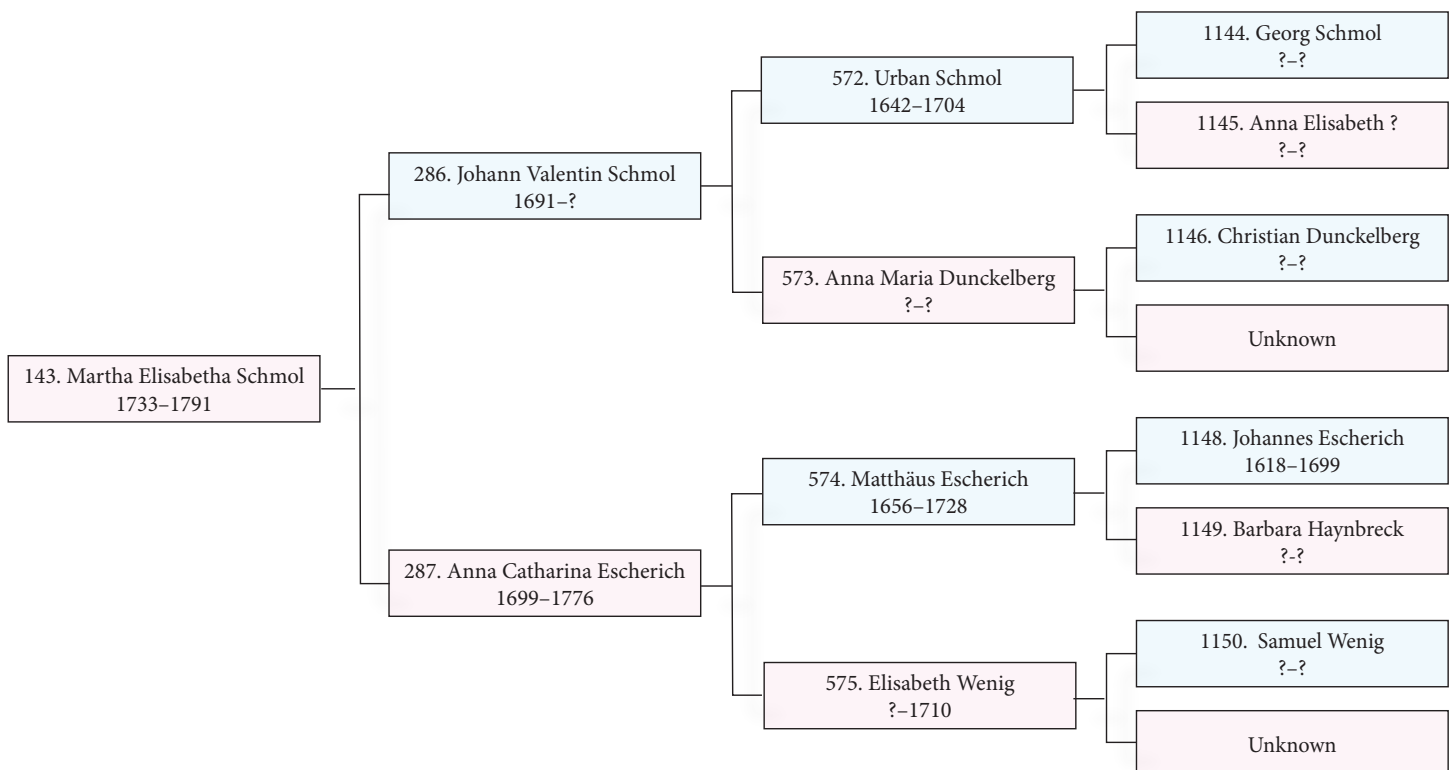 143. Martha Elisabetha Schmol
1733–1791
286. Johann Valentin Schmol
1691–?
287. Anna Catharina Escherich
1699–1776
572. Urban Schmol
1642–1704
573. Anna Maria Dunckelberg
?–?
574. Matthäus Escherich
1656–1728
575. Elisabeth Wenig
?–1710
1144. Georg Schmol
?–?
1145. Anna Elisabeth ?
?–?
1146. Christian Dunckelberg
?–?
Unknown
1148. Johannes Escherich
1618–1699
1149. Barbara Haynbreck
?-?
1150.  Samuel Wenig
?–?
Unknown